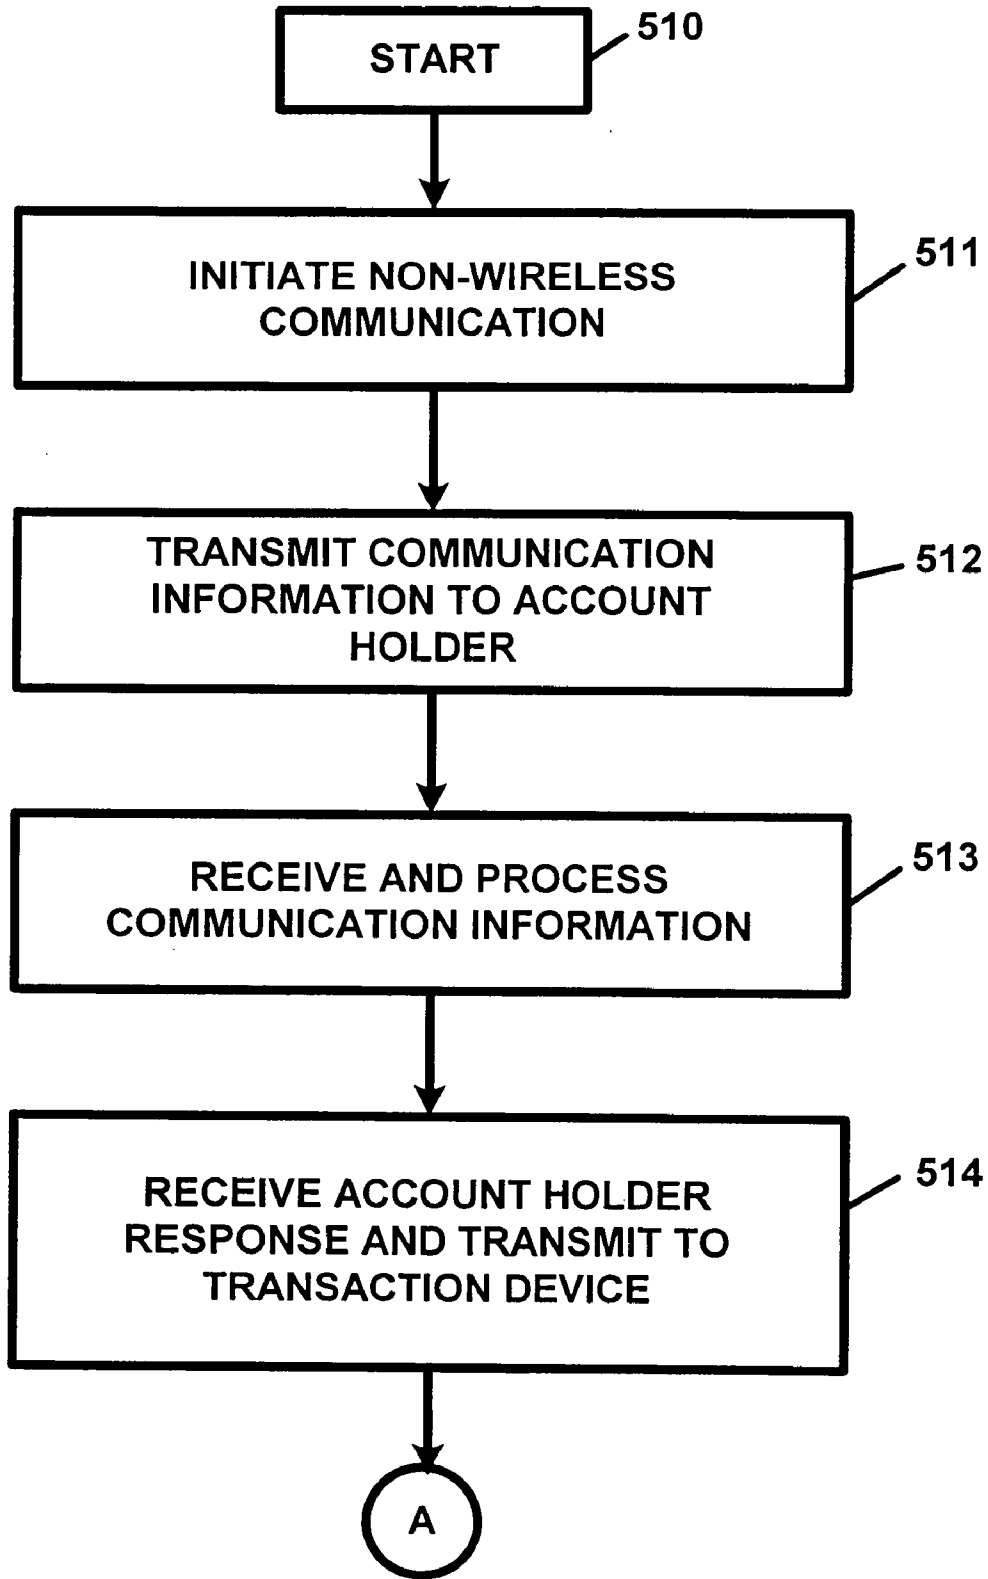 START
510
INITIATE NON-WIRELESS
COMMUNICATION
511
TRANSMIT COMMUNICATION
INFORMATION TO ACCOUNT
HOLDER
512
RECEIVE AND PROCESS
COMMUNICATION INFORMATION
513
RECEIVE ACCOUNT HOLDER
RESPONSE AND TRANSMIT TO
TRANSACTION DEVICE
514
A